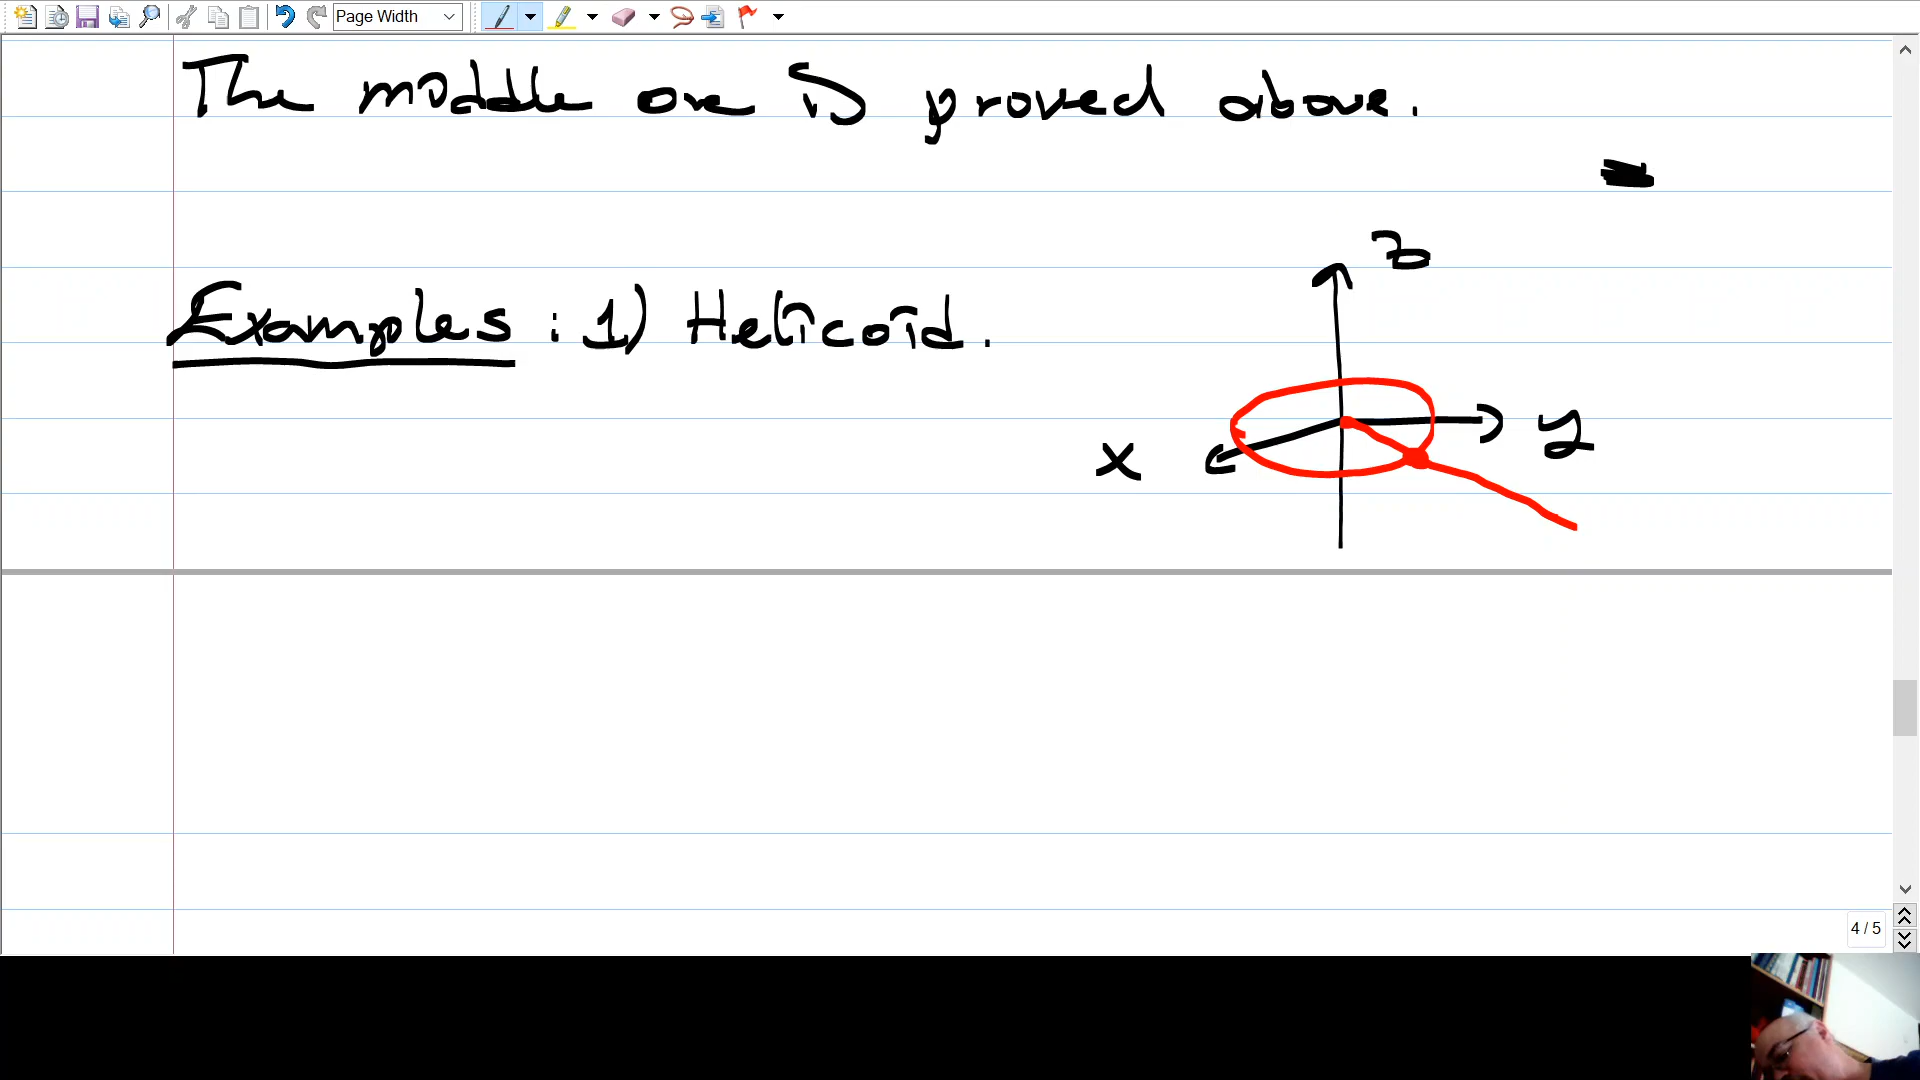 Page Width
The middle one is proved above.
z
Examples : 1) Helicoid.
y
x
4 / 5